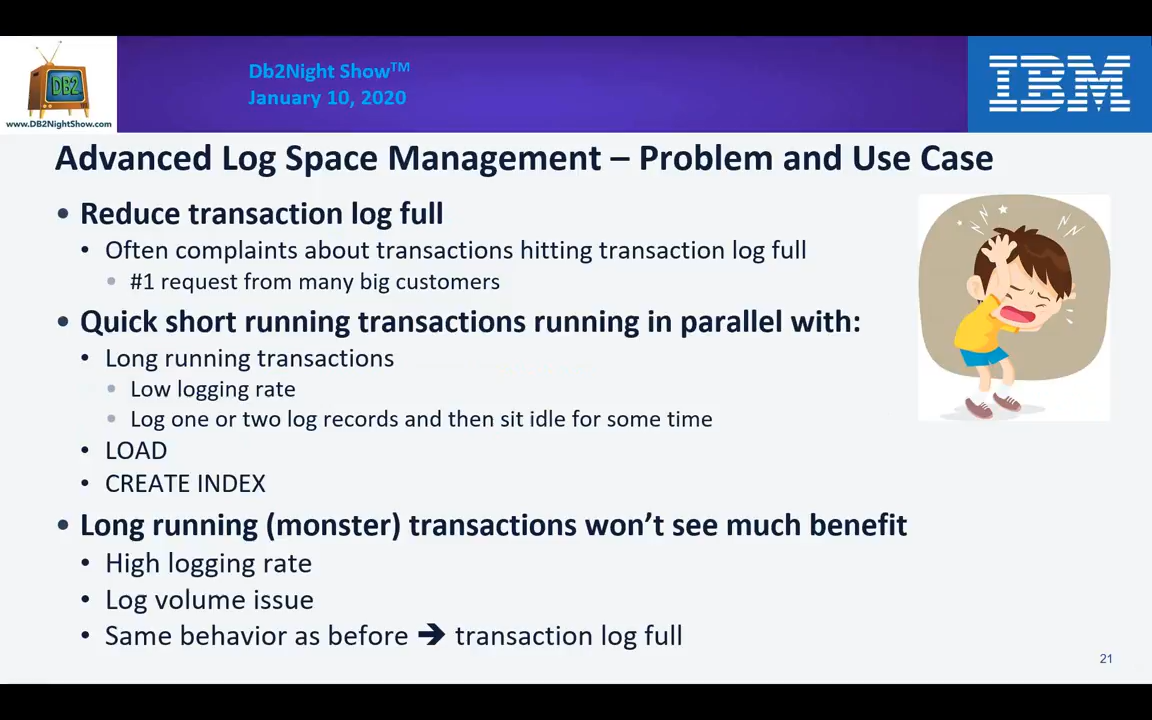 DB2
www.DB2NightShow.com
Db2Night Show™
January 10, 2020
IBM
Advanced Log Space Management – Problem and Use Case
• Reduce transaction log full
• Often complaints about transactions hitting transaction log full
• #1 request from many big customers
• Quick short running transactions running in parallel with:
• Long running transactions
• Low logging rate
• Log one or two log records and then sit idle for some time
• LOAD
• CREATE INDEX
• Long running (monster) transactions won’t see much benefit
• High logging rate
• Log volume issue
• Same behavior as before ➔ transaction log full
21